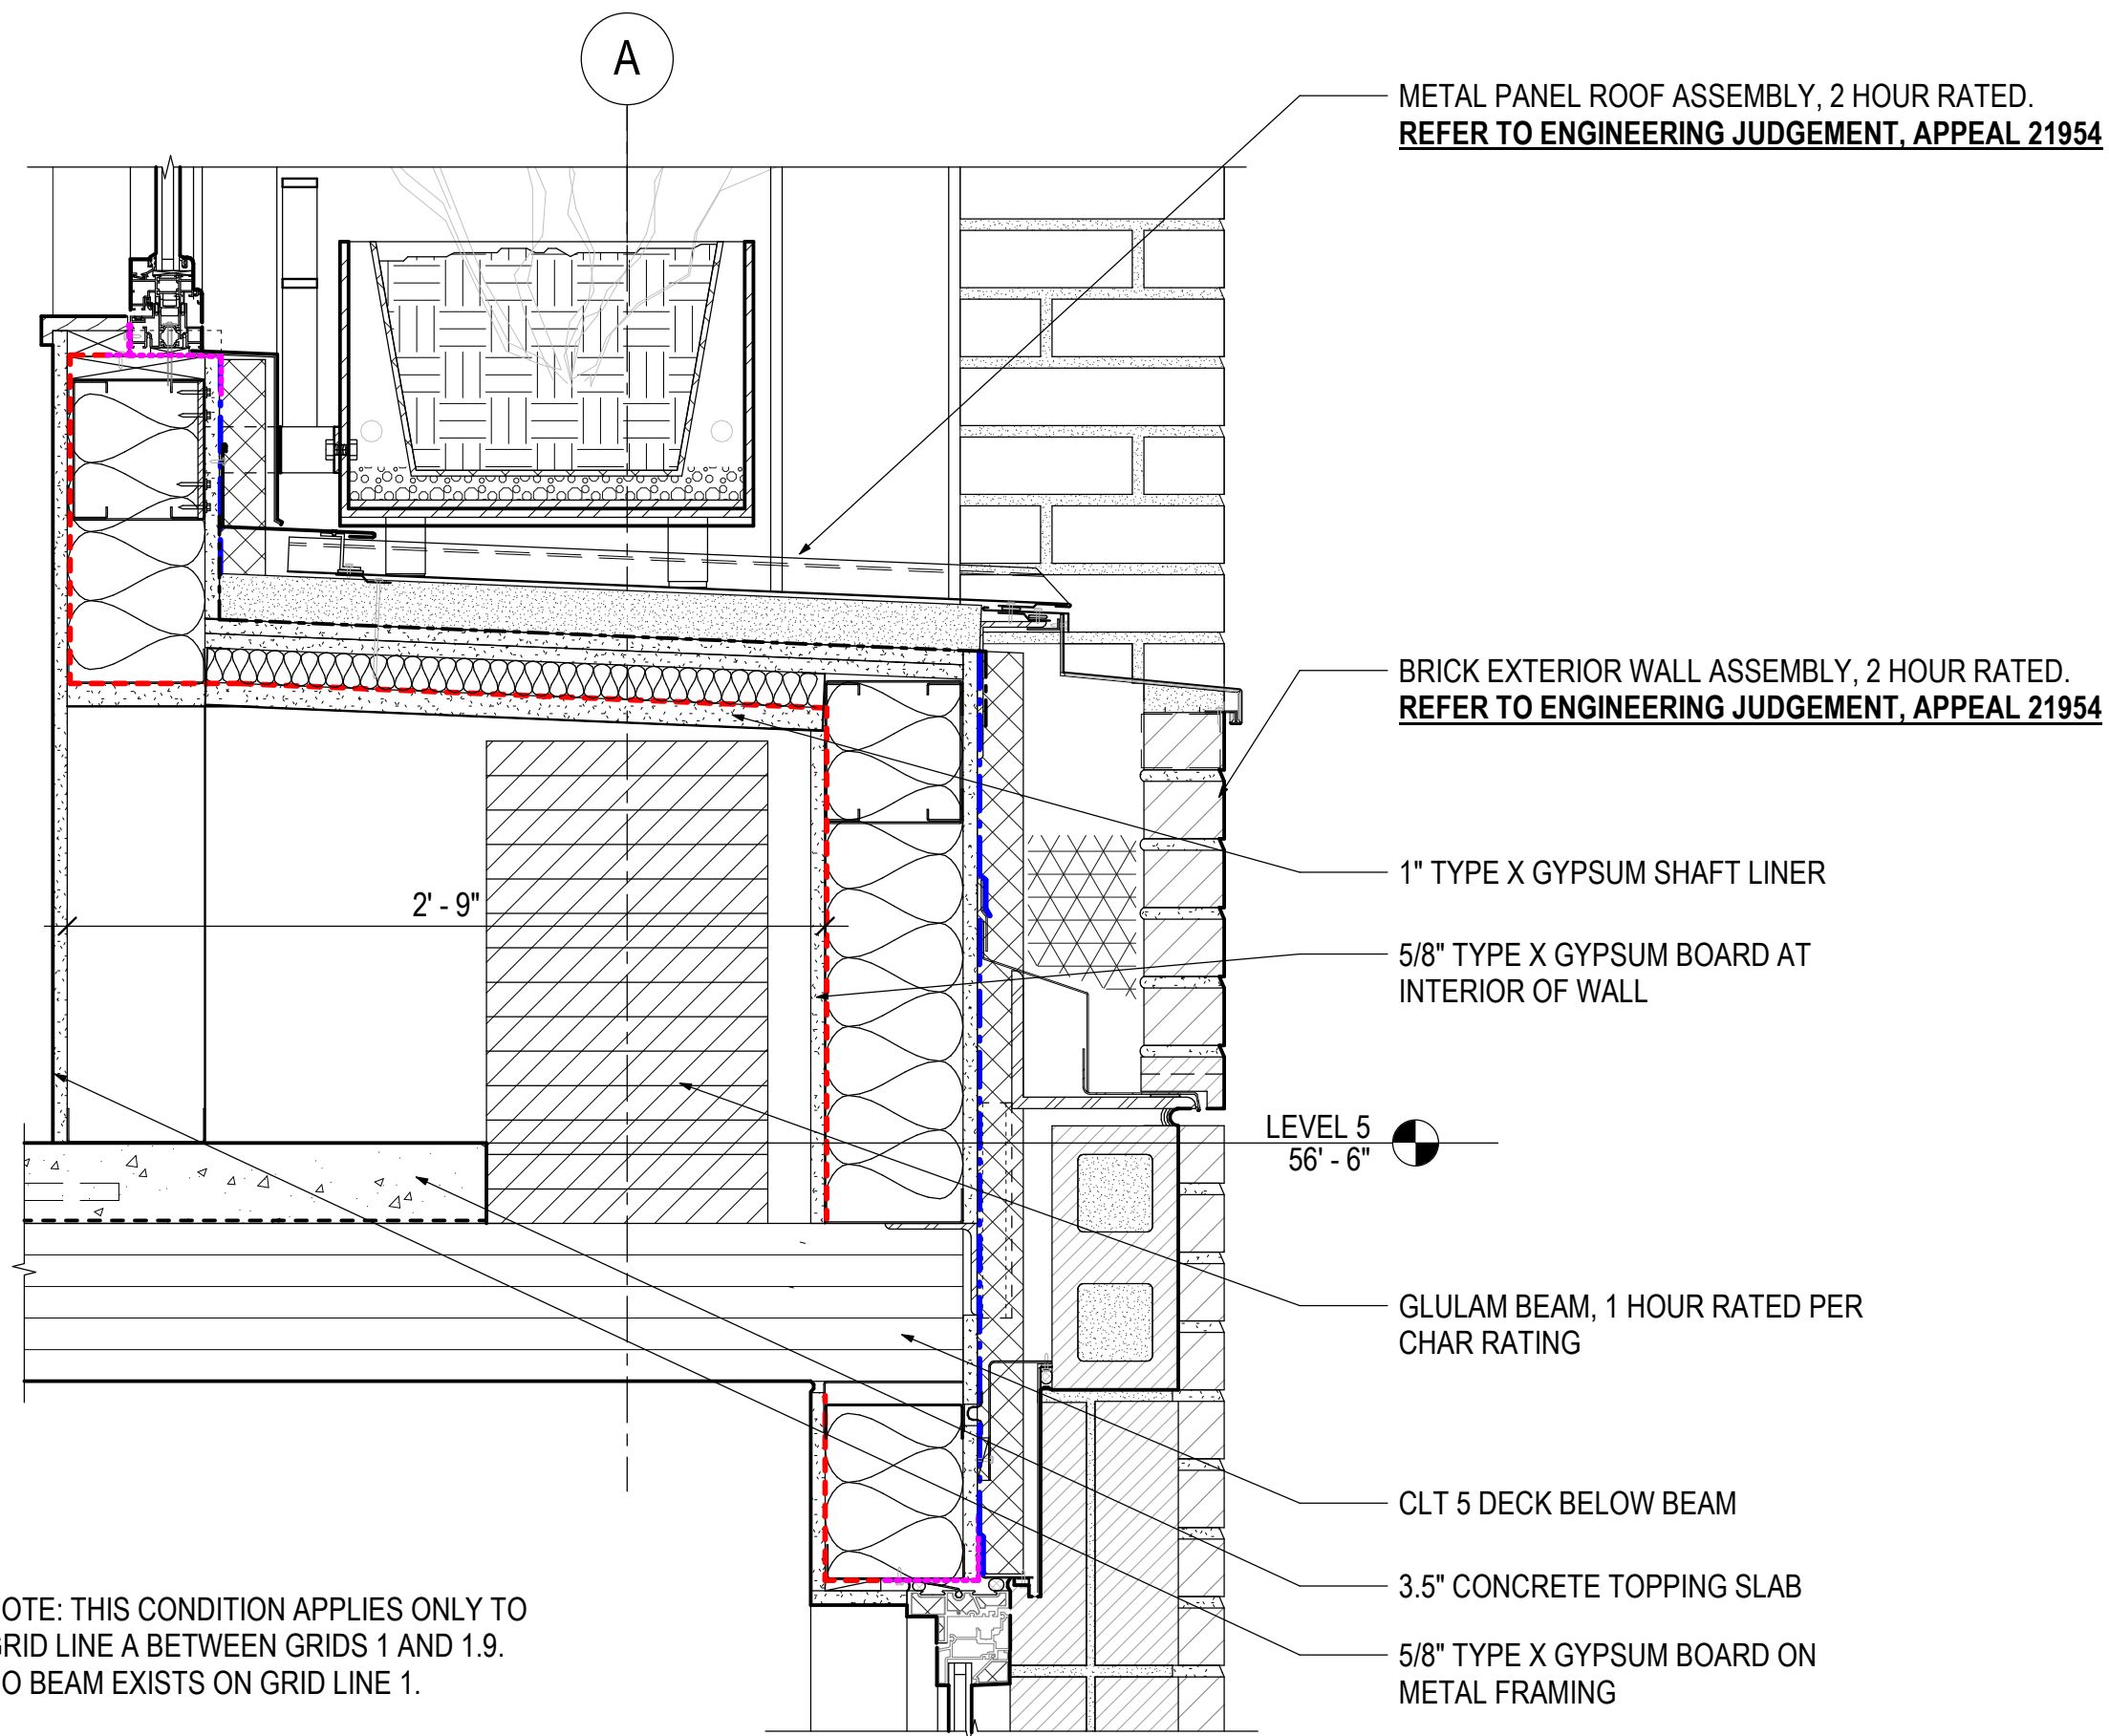 A
METAL PANEL ROOF ASSEMBLY, 2 HOUR RATED.
REFER TO ENGINEERING JUDGEMENT, APPEAL 21954
BRICK EXTERIOR WALL ASSEMBLY, 2 HOUR RATED.
REFER TO ENGINEERING JUDGEMENT, APPEAL 21954
1" TYPE X GYPSUM SHAFT LINER
2' - 9"
5/8" TYPE X GYPSUM BOARD AT
INTERIOR OF WALL
LEVEL 5
56' - 6"
GLULAM BEAM, 1 HOUR RATED PER
CHAR RATING
CLT 5 DECK BELOW BEAM
3.5" CONCRETE TOPPING SLAB
5/8" TYPE X GYPSUM BOARD ON
METAL FRAMING
OTE: THIS CONDITION APPLIES ONLY TO
GRID LINE A BETWEEN GRIDS 1 AND 1.9.
O BEAM EXISTS ON GRID LINE 1.